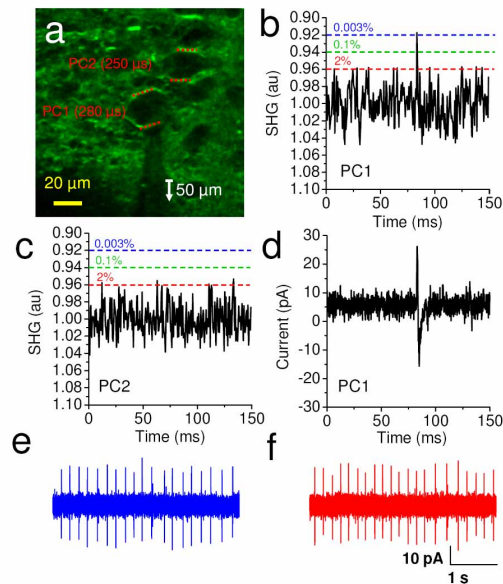 a
PC2 (250 µs)
PC1 (280 µs)
20 µm
50 µm
b
SHG (au)
0.90
0.92
0.94
0.96
0.98
1.00
1.02
1.04
1.06
1.08
1.10
0.003%
0.1%
2%
PC1
0 50 100 150
Time (ms)
c
SHG (au)
0.90
0.92
0.94
0.96
0.98
1.00
1.02
1.04
1.06
1.08
1.10
0.003%
0.1%
2%
PC2
0 50 100 150
Time (ms)
d
Current (pA)
30
20
10
0
-10
-20
-30
PC1
0 50 100 150
Time (ms)
e
f
10 pA
1 s